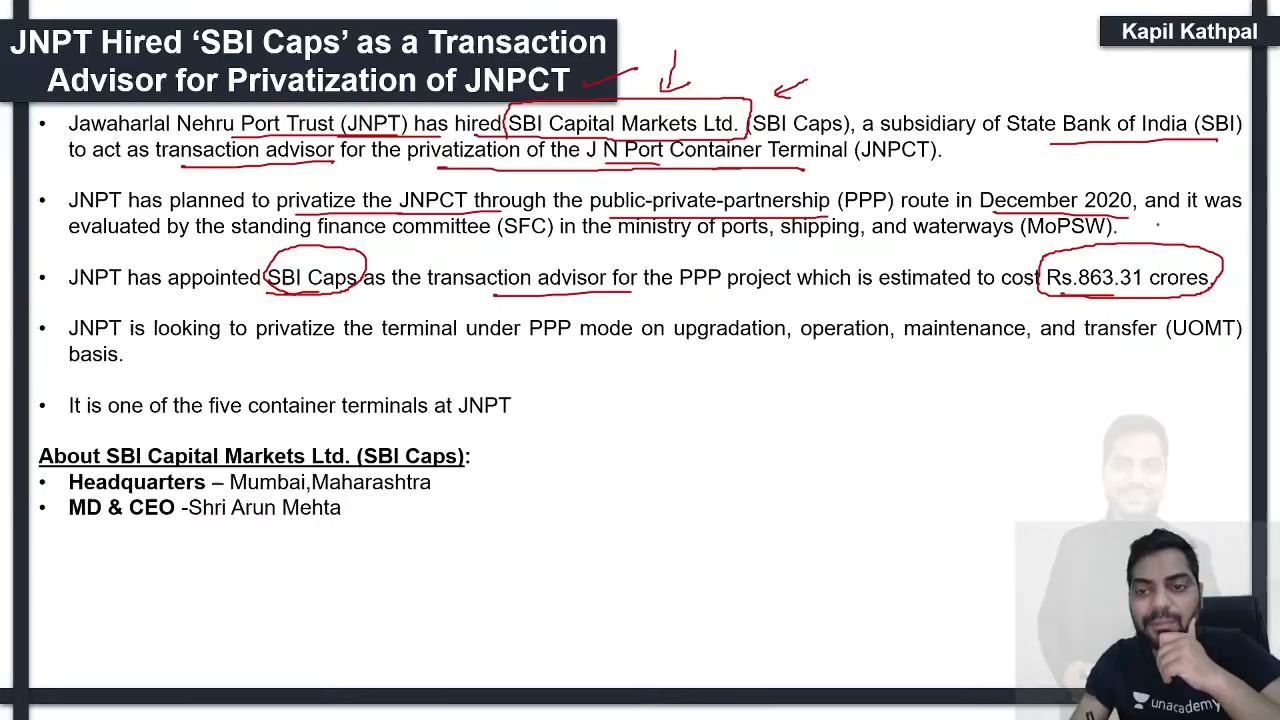 JNPT Hired ‘SBI Caps’ as a Transaction
Advisor for Privatization of JNPCT
Kapil Kathpal
• Jawaharlal Nehru Port Trust (JNPT) has hired SBI Capital Markets Ltd. (SBI Caps), a subsidiary of State Bank of India (SBI)
to act as transaction advisor for the privatization of the J N Port Container Terminal (JNPCT).
• JNPT has planned to privatize the JNPCT through the public-private-partnership (PPP) route in December 2020, and it was
evaluated by the standing finance committee (SFC) in the ministry of ports, shipping, and waterways (MoPSW).
• JNPT has appointed SBI Caps as the transaction advisor for the PPP project which is estimated to cost Rs.863.31 crores.
• JNPT is looking to privatize the terminal under PPP mode on upgradation, operation, maintenance, and transfer (UOMT)
basis.
• It is one of the five container terminals at JNPT
About SBI Capital Markets Ltd. (SBI Caps):
• Headquarters – Mumbai,Maharashtra
• MD & CEO -Shri Arun Mehta
unacademy